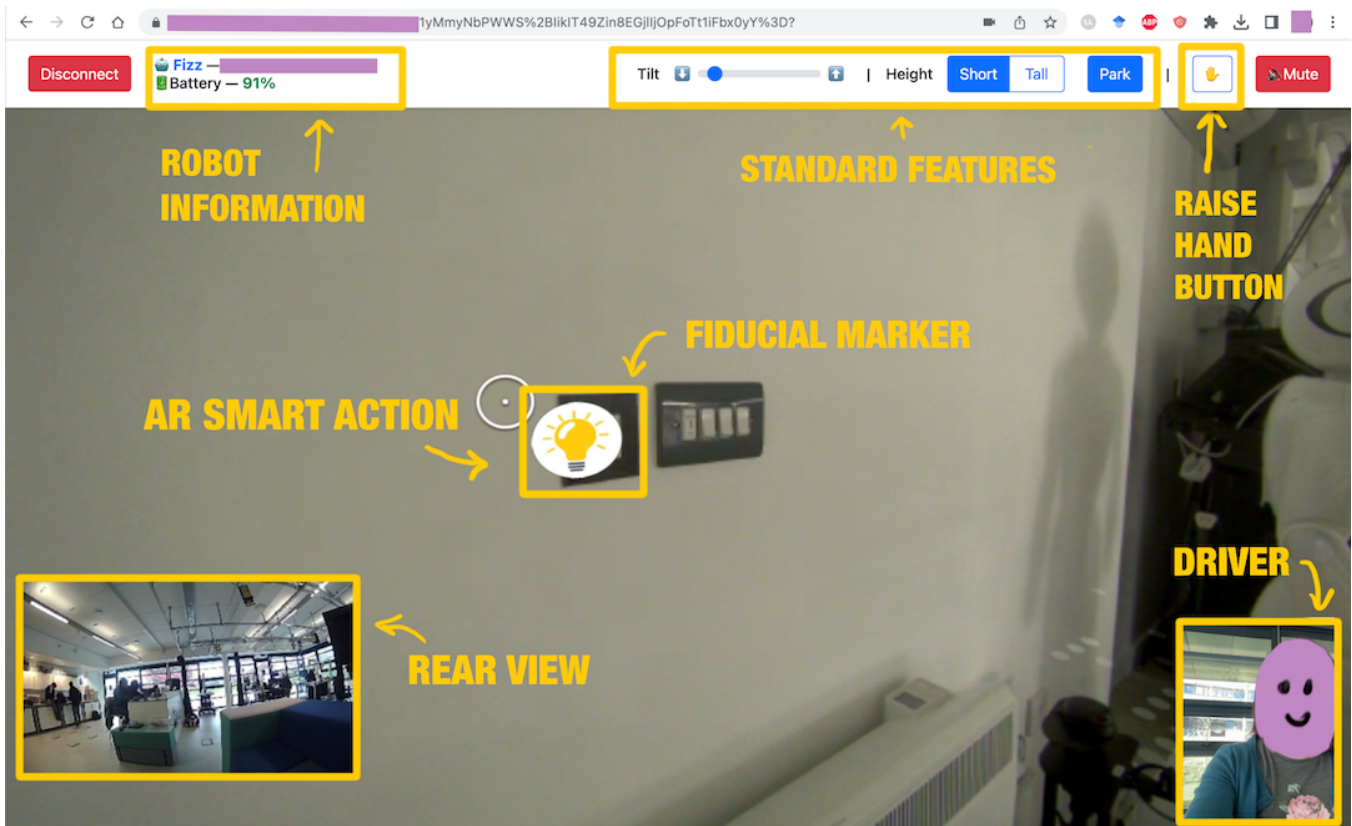 1yMmyNbPWWS%2BIikIT49Zin8EGjlIjOpFoTt1iFbx0yY%3D?
Disconnect
Fizz —
Battery — 91%
Tilt | Height Short Tall Park |
Mute
ROBOT
INFORMATION
STANDARD FEATURES
RAISE
HAND
BUTTON
FIDUCIAL MARKER
AR SMART ACTION
DRIVER
REAR VIEW